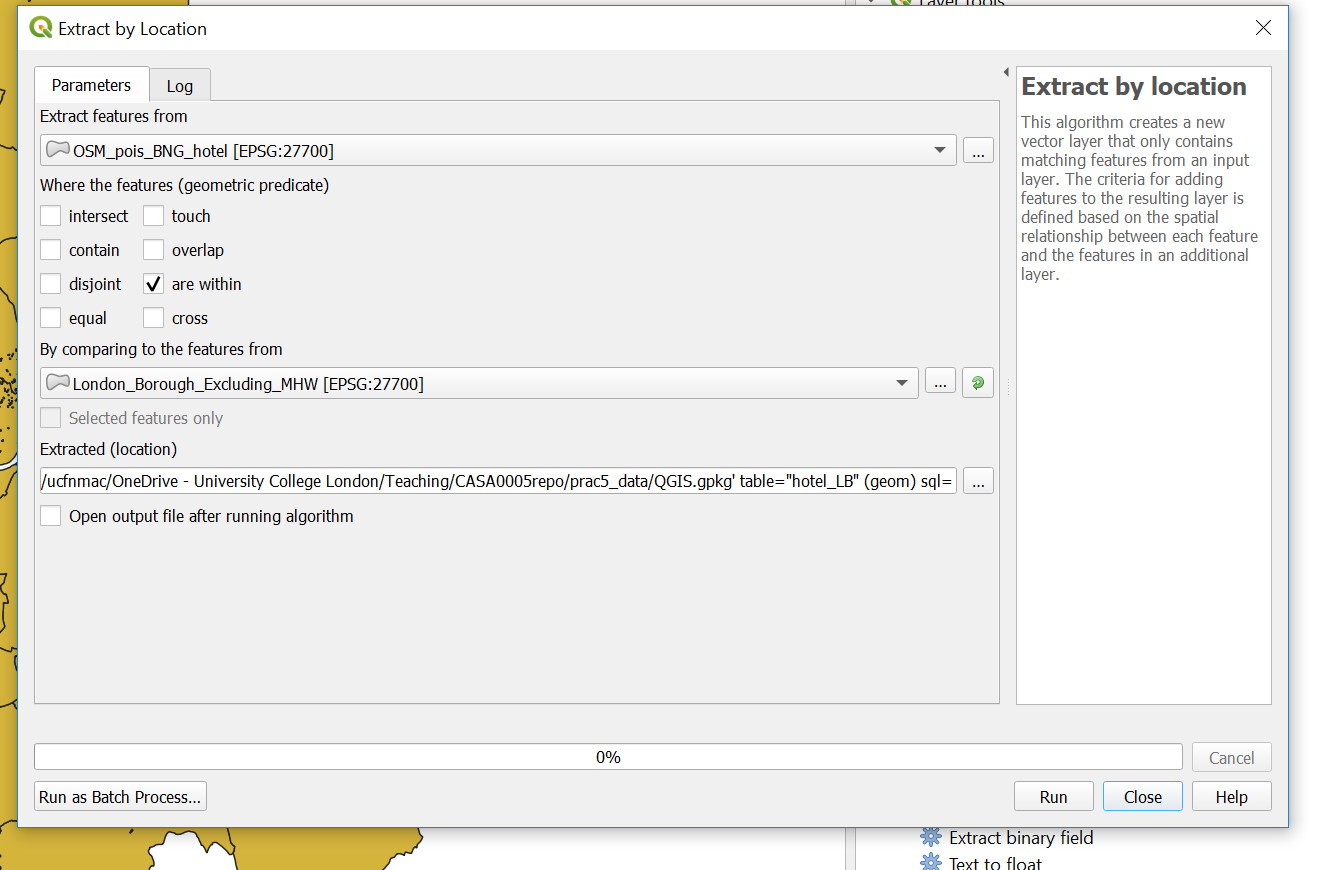 Layer Tools
Extract by Location
Parameters
Log
Extract features from
OSM_pois_BNG_hotel [EPSG:27700]
...
Where the features (geometric predicate)
intersect
touch
contain
overlap
disjoint
are within
equal
cross
By comparing to the features from
London_Borough_Excluding_MHW [EPSG:27700]
...
Selected features only
Extracted (location)
/ucfnmac/OneDrive - University College London/Teaching/CASA0005repo/prac5_data/QGIS.gpkg' table="hotel_LB" (geom) sql=
...
Open output file after running algorithm
Extract by location
This algorithm creates a new
vector layer that only contains
matching features from an input
layer. The criteria for adding
features to the resulting layer is
defined based on the spatial
relationship between each feature
and the features in an additional
layer.
0%
Cancel
Run as Batch Process...
Run
Close
Help
Extract binary field
Text to float